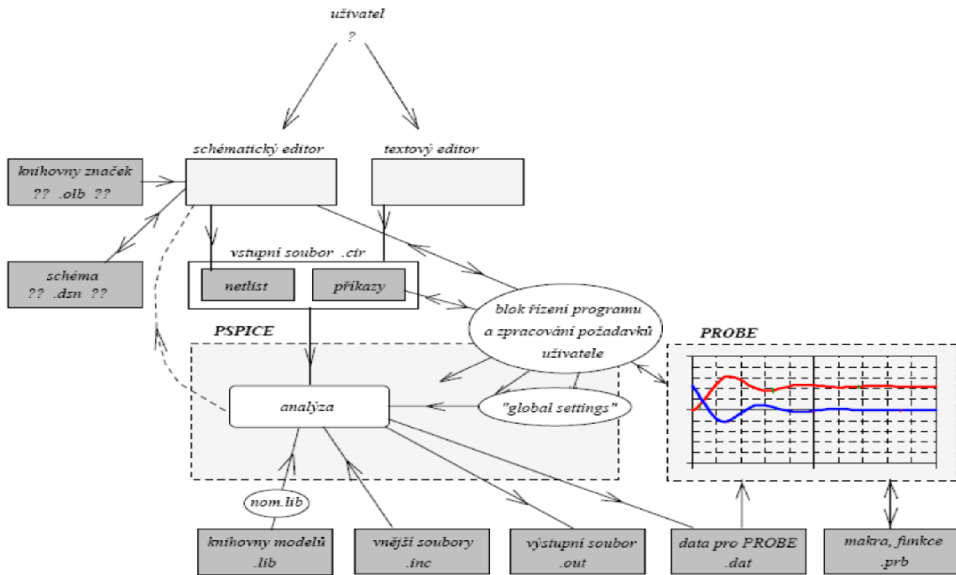 uživatel
?
schématický editor
textový editor
knihovny značek
?? .olb ??
schéma
?? .dsn ??
vstupní soubor .cir
netlist
příkazy
blok řízení programu
a zpracování požadavků
uživatele
PSPICE
PROBE
analýza
"global settings"
nom.lib
knihovny modelů
.lib
vnější soubory
.inc
výstupní soubor
.out
data pro PROBE
.dat
makra, funkce
.prb